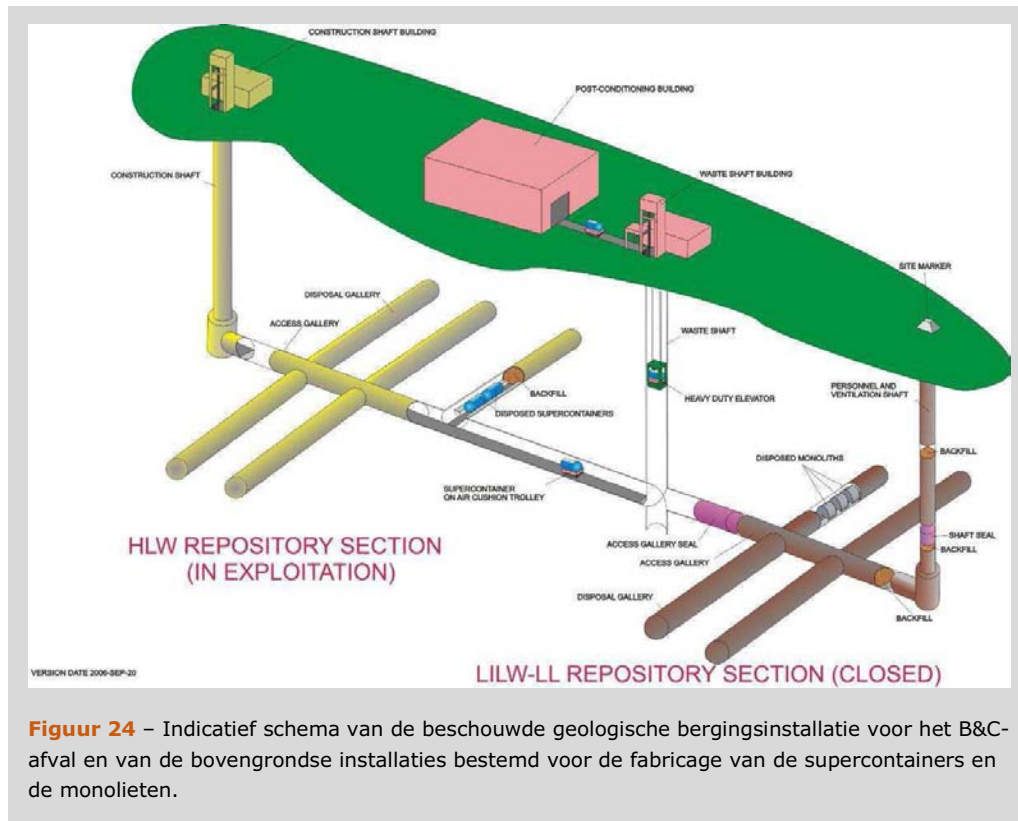 CONSTRUCTION SHAFT BUILDING
POST-CONDITIONING BUILDING
CONSTRUCTION SHAFT
WASTE SHAFT BUILDING
SITE MARKER
DISPOSAL GALLERY
ACCESS GALLERY
WASTE SHAFT
BACKFILL
HEAVY DUTY ELEVATOR
PERSONNEL AND
VENTILATION SHAFT
DISPOSED SUPERCONTAINERS
BACKFILL
DISPOSED MONOLITHS
SUPERCONTAINER
ON AIR CUSHION TROLLEY
HLW REPOSITORY SECTION
(IN EXPLOITATION)
ACCESS GALLERY SEAL
SHAFT SEAL
BACKFILL
ACCESS GALLERY
DISPOSAL GALLERY
BACKFILL
VERSION DATE 2006-SEP-20
LILW-LL REPOSITORY SECTION (CLOSED)
Figuur 24 – Indicatief schema van de beschouwde geologische bergingsinstallatie voor het B&C-
afval en van de bovengrondse installaties bestemd voor de fabricage van de supercontainers en
de monolieten.